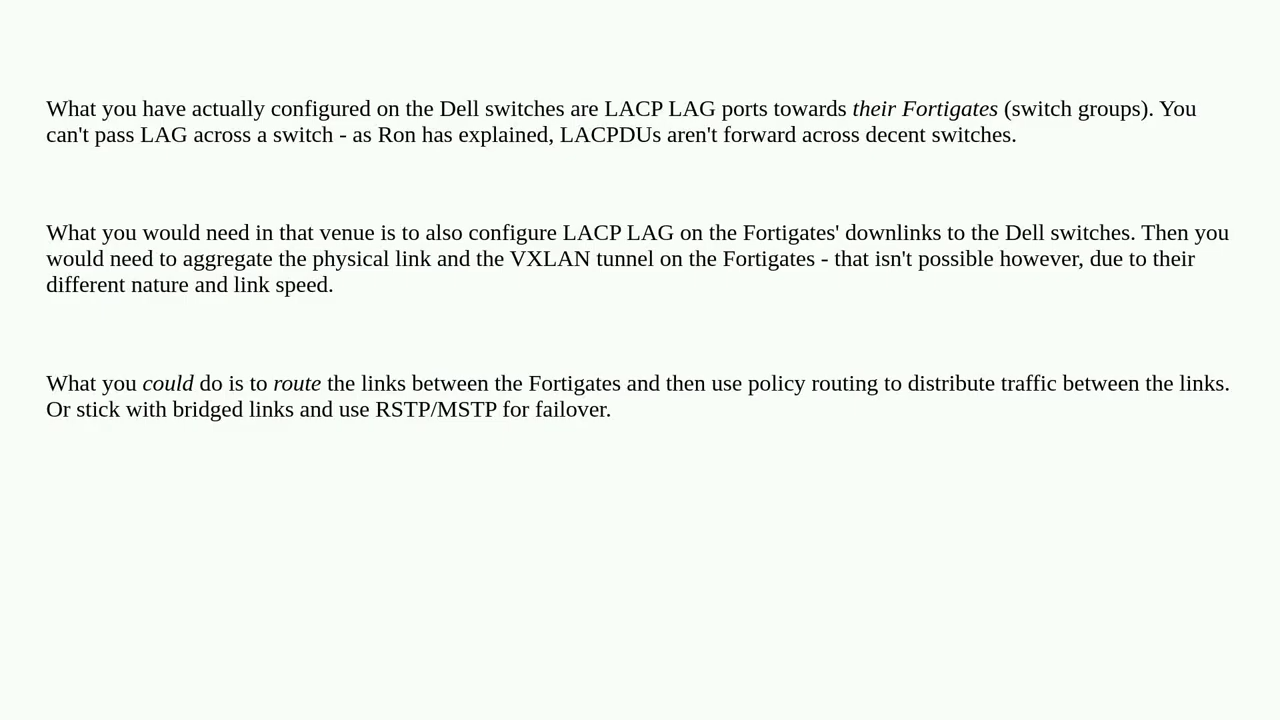 What you have actually configured on the Dell switches are LACP LAG ports towards their Fortigates (switch groups). You
can't pass LAG across a switch - as Ron has explained, LACPDUs aren't forward across decent switches.
What you would need in that venue is to also configure LACP LAG on the Fortigates' downlinks to the Dell switches. Then you
would need to aggregate the physical link and the VXLAN tunnel on the Fortigates - that isn't possible however, due to their
different nature and link speed.
What you could do is to route the links between the Fortigates and then use policy routing to distribute traffic between the links.
Or stick with bridged links and use RSTP/MSTP for failover.